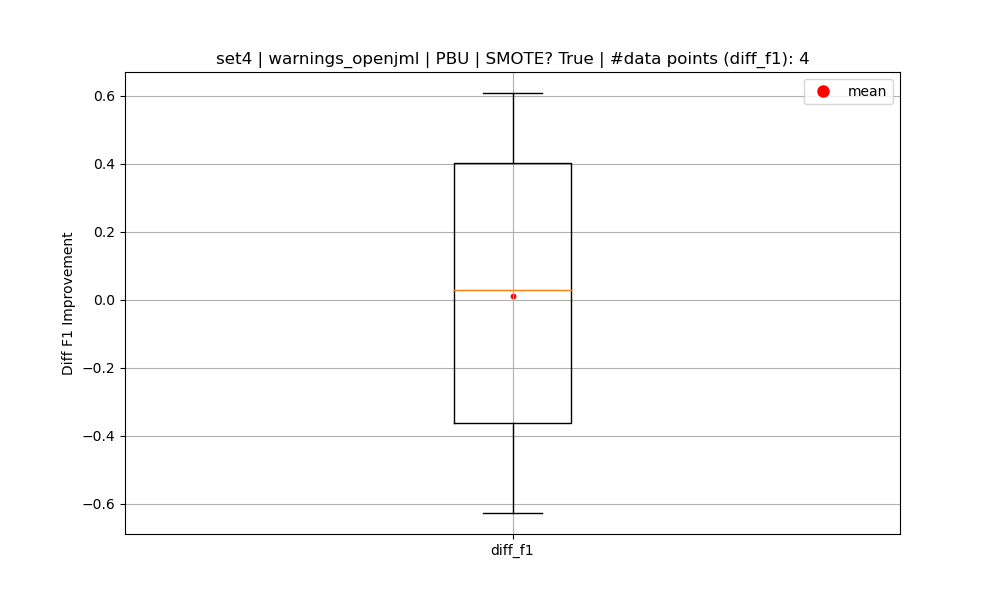 set4 | warnings_openjml | PBU | SMOTE? True | #data points (diff_f1): 4
mean
0.6
0.4
0.2
0.0
−0.2
−0.4
−0.6
Diff F1 Improvement
diff_f1